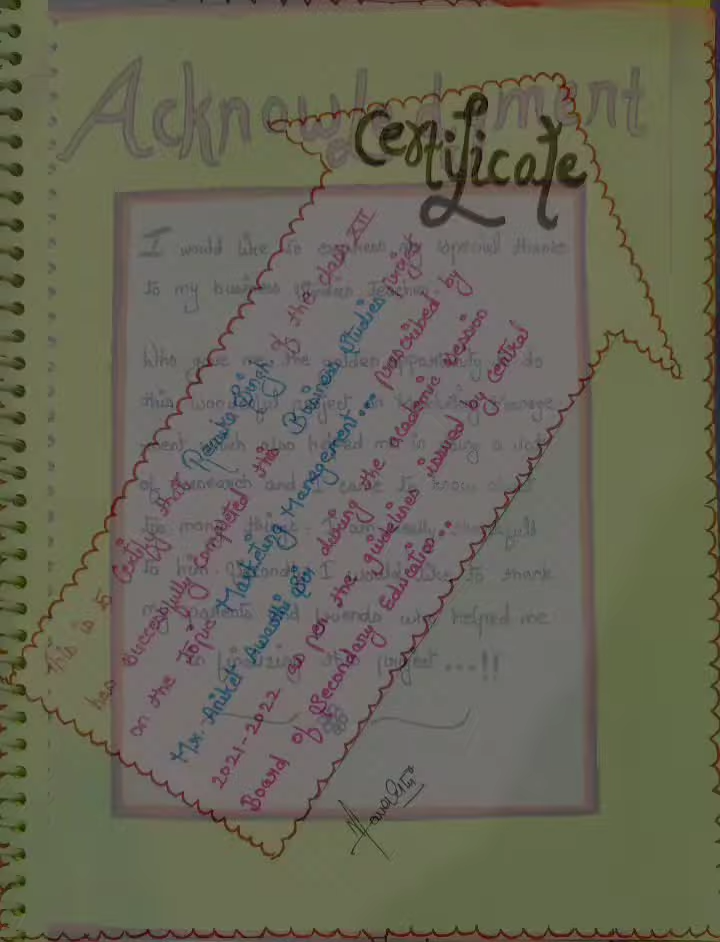 Acknowledgment
Certificate
I would like to express my special thanks
to my business studies teacher.
Who gave me the golden opportunity to do
this wonderful project on Marketing Manage
ment which also helped me in doing a lot
of research and I came to know about
so many things. I am really
to him. Secondly I would like to thank
my parents and friends who helped me
in finalizing this project...!!
This is to certify that Renuka Singh of the class XII
has successfully completed the Business Studies project
on the topic Marketing Management... prescribed by
Mr. Aniket Awasthi Sir during the academic session
2021-2022 as per the guidelines issued by Central
Board of Secondary Education...